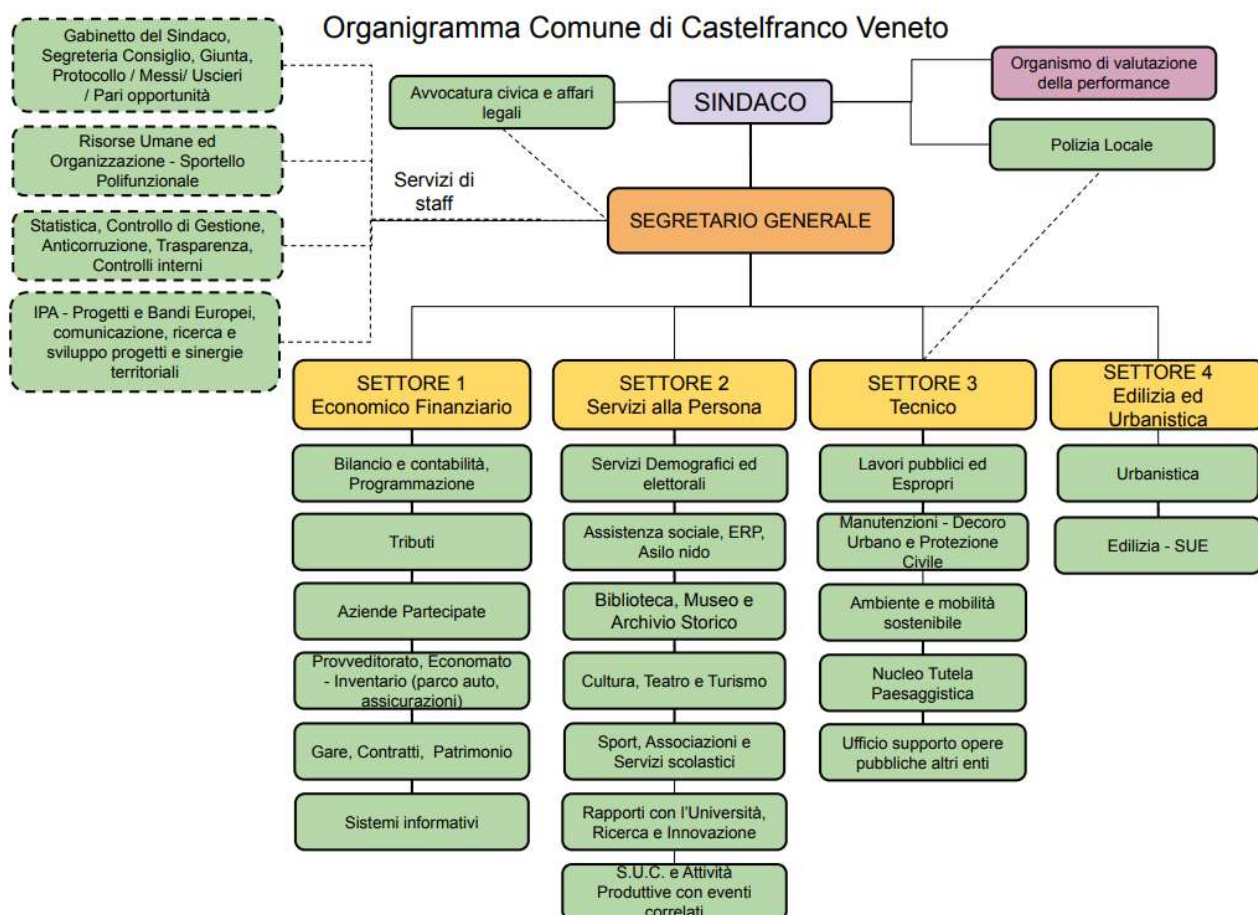 Organigramma Comune di Castelfranco Veneto
Gabinetto del Sindaco,
Segreteria Consiglio, Giunta,
Protocollo / Messi/ Uscieri
/ Pari opportunità
Risorse Umane ed
Organizzazione - Sportello
Polifunzionale
Statistica, Controllo di Gestione,
Anticorruzione, Trasparenza,
Controlli interni
IPA - Progetti e Bandi Europei,
comunicazione, ricerca e
sviluppo progetti e sinergie
territoriali
Avvocatura civica e affari
legali
SINDACO
Organismo di valutazione
della performance
Polizia Locale
Servizi di
staff
SEGRETARIO GENERALE
SETTORE 1
Economico Finanziario
Bilancio e contabilità,
Programmazione
Tributi
Aziende Partecipate
Provveditorato, Economato
- Inventario (parco auto,
assicurazioni)
Gare, Contratti, Patrimonio
Sistemi informativi
SETTORE 2
Servizi alla Persona
Servizi Demografici ed
elettorali
Assistenza sociale, ERP,
Asilo nido
Biblioteca, Museo e
Archivio Storico
Cultura, Teatro e Turismo
Sport, Associazioni e
Servizi scolastici
Rapporti con l'Università,
Ricerca e Innovazione
S.U.C. e Attività
Produttive con eventi
correlati
SETTORE 3
Tecnico
Lavori pubblici ed
Espropri
Manutenzioni - Decoro
Urbano e Protezione
Civile
Ambiente e mobilità
sostenibile
Nucleo Tutela
Paesaggistica
Ufficio supporto opere
pubbliche altri enti
SETTORE 4
Edilizia ed
Urbanistica
Urbanistica
Edilizia - SUE